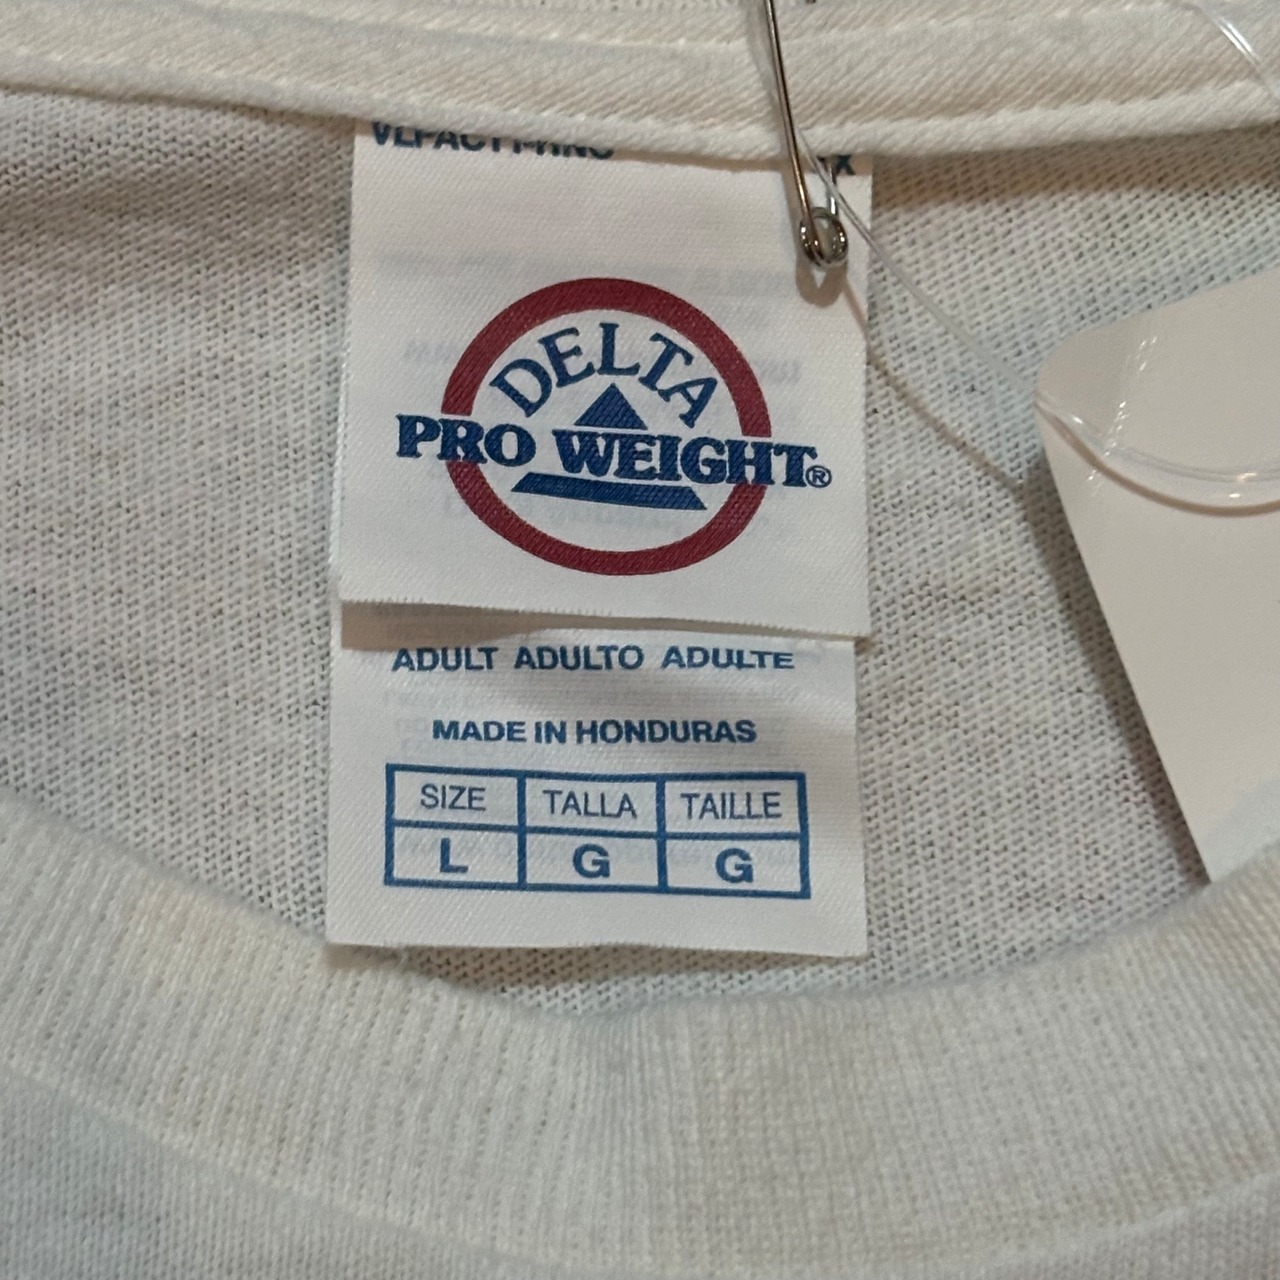 DELTA
PRO WEIGHT®
ADULT ADULTO ADULTE
MADE IN HONDURAS
SIZE TALLA TAILLE
L G G